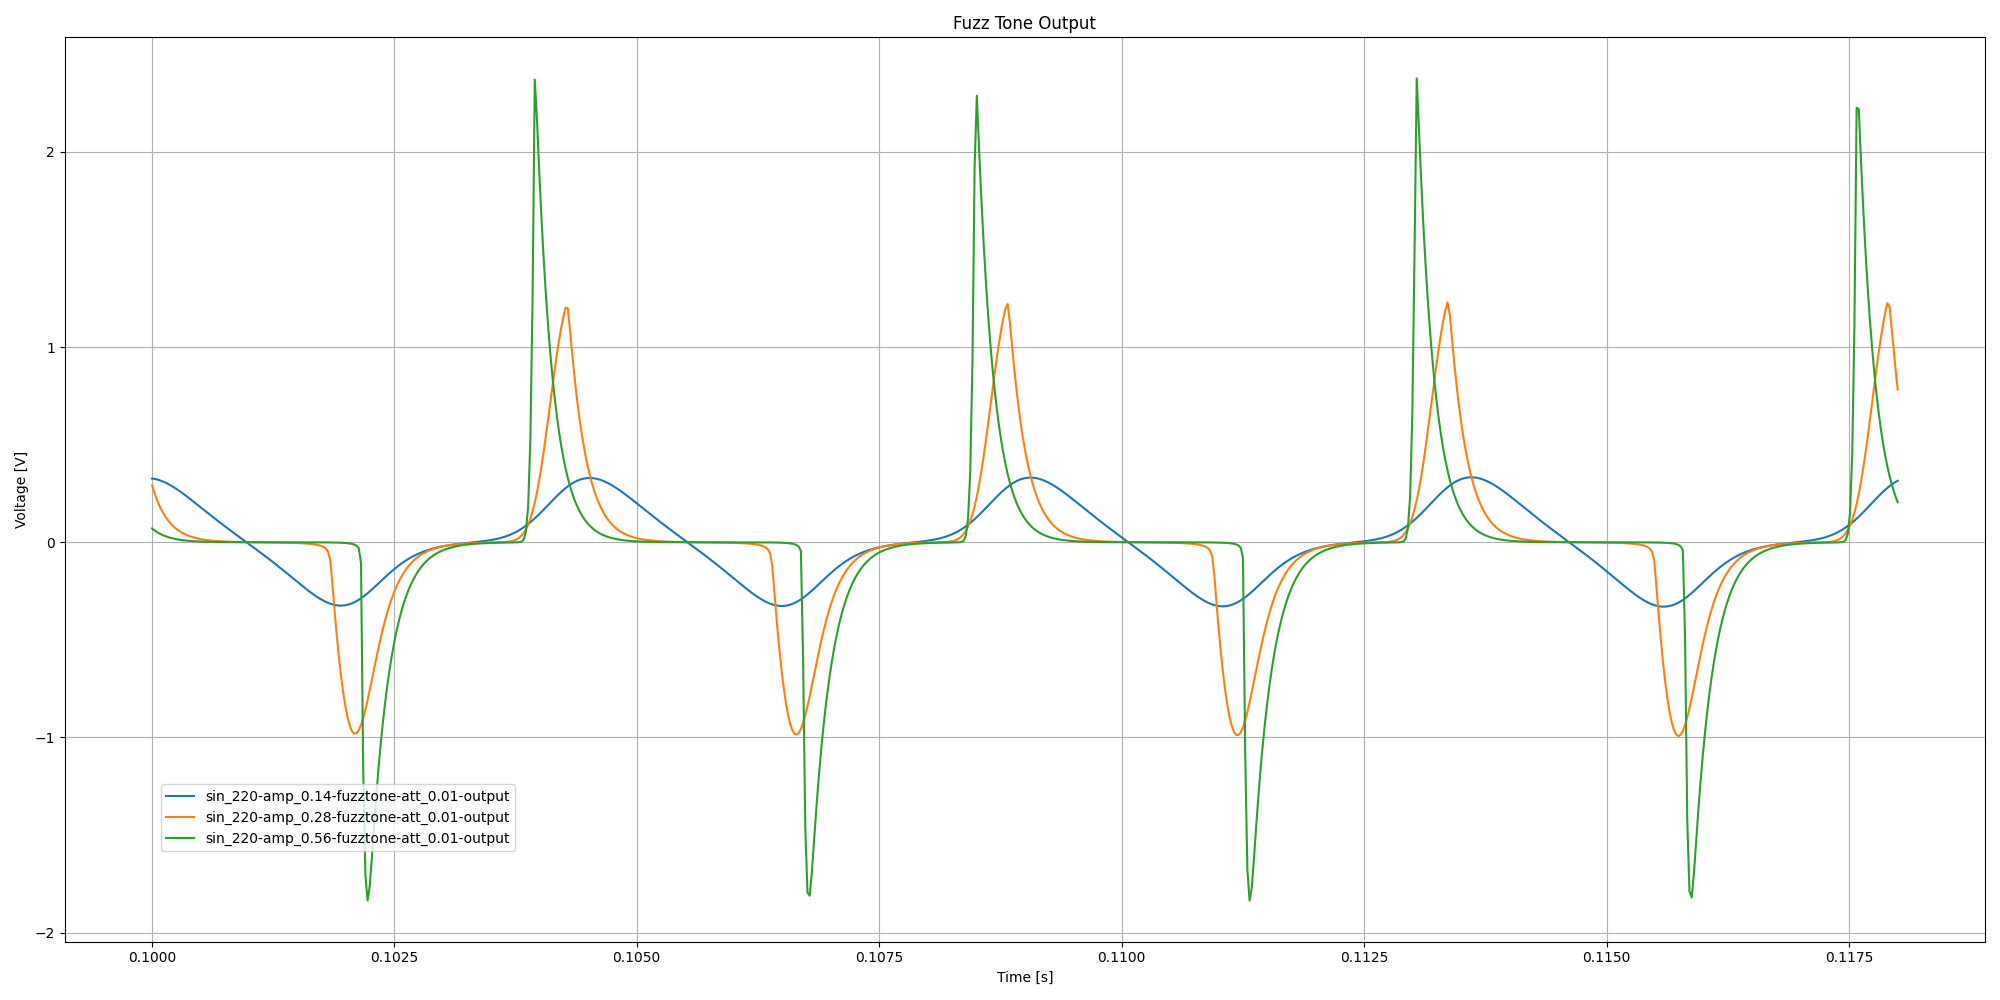 Fuzz Tone Output
Voltage [V]
2
1
0
−1
−2
sin_220-amp_0.14-fuzztone-att_0.01-output
sin_220-amp_0.28-fuzztone-att_0.01-output
sin_220-amp_0.56-fuzztone-att_0.01-output
0.1000 0.1025 0.1050 0.1075 0.1100 0.1125 0.1150 0.1175
Time [s]